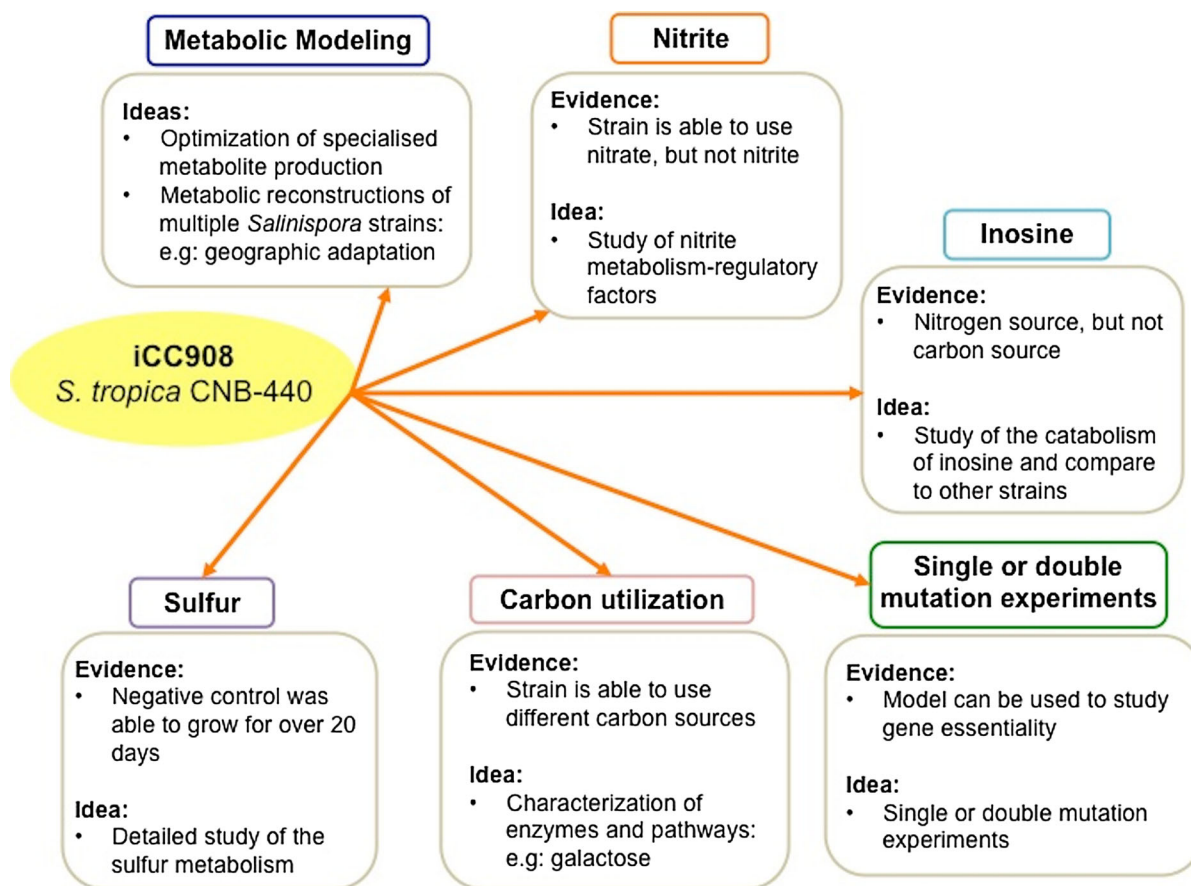 Metabolic Modeling
Ideas:
• Optimization of specialised
metabolite production
• Metabolic reconstructions of
multiple Salinispora strains:
e.g: geographic adaptation
Nitrite
Evidence:
• Strain is able to use
nitrate, but not nitrite
Idea:
• Study of nitrite
metabolism-regulatory
factors
Inosine
Evidence:
• Nitrogen source, but not
carbon source
Idea:
• Study of the catabolism
of inosine and compare
to other strains
iCC908
S. tropica CNB-440
Sulfur
Evidence:
• Negative control was
able to grow for over 20
days
Idea:
• Detailed study of the
sulfur metabolism
Carbon utilization
Evidence:
• Strain is able to use
different carbon sources
Idea:
• Characterization of
enzymes and pathways:
e.g: galactose
Single or double
mutation experiments
Evidence:
• Model can be used to study
gene essentiality
Idea:
• Single or double mutation
experiments